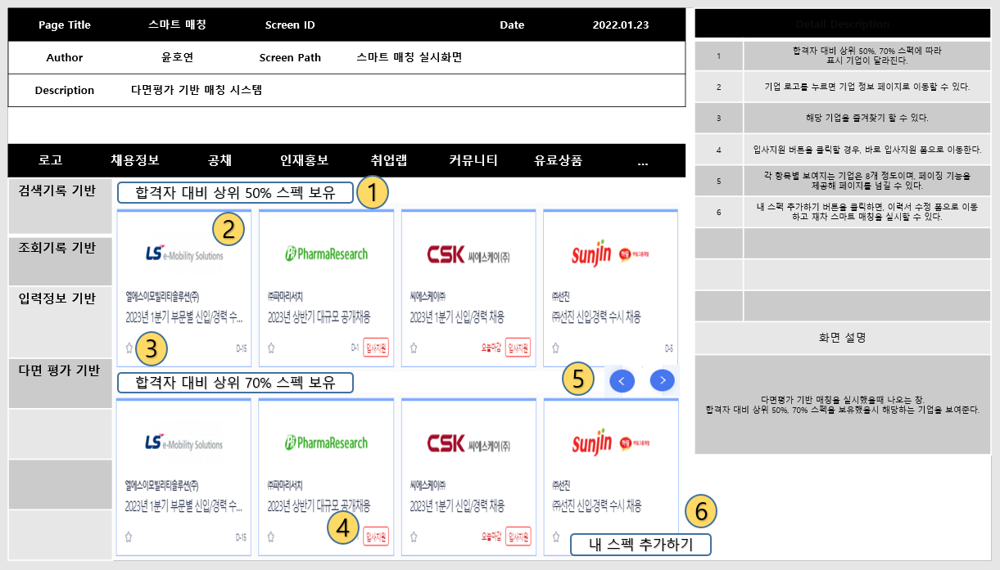 Page Title 스마트 매칭 Screen ID Date 2022.01.23
Author 윤호연 Screen Path 스마트 매칭 실시화면
Description 다면평가 기반 매칭 시스템
로고 채용정보 공채 인재홍보 취업랩 커뮤니티 유료상품 ...
검색기록 기반
조회기록 기반
입력정보 기반
다면 평가 기반
합격자 대비 상위 50% 스펙 보유 1
2
LS e-Mobility Solutions
엘에스이모빌리티솔루션(주)
2023년 1분기 부문별 신입/경력 수...
3 D-15
PharmaResearch
㈜파마리서치
2023년 상반기 대규모 공개채용
D-1 입사지원
CSK 씨에스케이(주)
씨에스케이㈜
2023년 1분기 신입/경력 채용
오늘마감 입사지원
Sunjin
㈜선진
㈜선진 신입경력 수시 채용
D-5
합격자 대비 상위 70% 스펙 보유 5 < >
LS e-Mobility Solutions
엘에스이모빌리티솔루션(주)
2023년 1분기 부문별 신입/경력 수...
D-15
PharmaResearch
㈜파마리서치
2023년 상반기 대규모 공개채용
4 입사지원
CSK 씨에스케이(주)
씨에스케이㈜
2023년 1분기 신입/경력 채용
오늘마감 입사지원
Sunjin
㈜선진
㈜선진 신입경력 수시 채용
6
내 스펙 추가하기
Detail Description
1 합격자 대비 상위 50%, 70% 스펙에 따라
표시 기업이 달라진다.
2 기업 로고를 누르면 기업 정보 페이지로 이동할 수 있다.
3 해당 기업을 즐겨찾기 할 수 있다.
4 입사지원 버튼을 클릭할 경우, 바로 입사지원 폼으로 이동한다.
5 각 항목별 보여지는 기업은 8개 정도이며, 페이징 기능을
제공해 페이지를 넘길 수 있다.
6 내 스펙 추가하기 버튼을 클릭하면, 이력서 수정 폼으로 이동
하고 재차 스마트 매칭을 실시할 수 있다.
화면 설명
다면평가 기반 매칭을 실시했을때 나오는 창.
합격자 대비 상위 50%, 70% 스펙을 보유했을시 해당하는 기업을 보여준다.